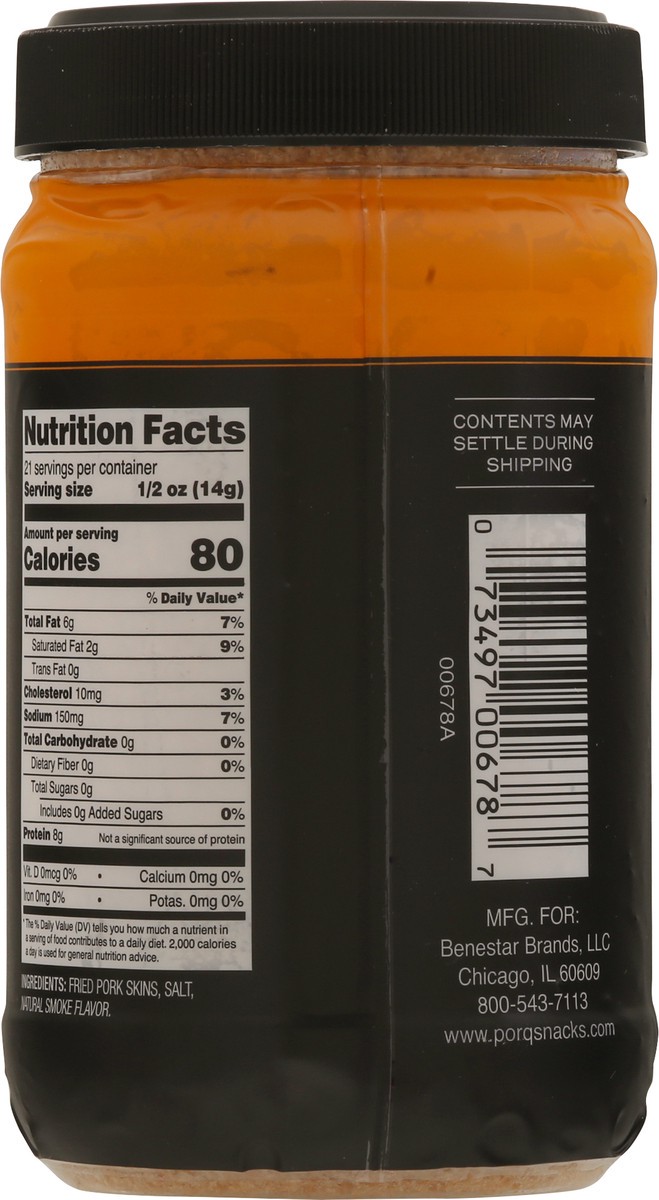 Nutrition Facts
21 servings per container
Serving size 1/2 oz (14g)
Amount per serving
Calories 80
% Daily Value*
Total Fat 6g 7%
Saturated Fat 2g 9%
Trans Fat 0g
Cholesterol 10mg 3%
Sodium 150mg 7%
Total Carbohydrate 0g 0%
Dietary Fiber 0g 0%
Total Sugars 0g
Includes 0g Added Sugars 0%
Protein 8g Not a significant source of protein
Vit. D 0mcg 0% • Calcium 0mg 0%
Iron 0mg 0% • Potas. 0mg 0%
*The % Daily Value (DV) tells you how much a nutrient in
a serving of food contributes to a daily diet. 2,000 calories
a day is used for general nutrition advice.
INGREDIENTS: FRIED PORK SKINS, SALT,
NATURAL SMOKE FLAVOR.
CONTENTS MAY
SETTLE DURING
SHIPPING
0 73497 00678 7
00678A
MFG. FOR:
Benestar Brands, LLC
Chicago, IL 60609
800-543-7113
www.porqsnacks.com